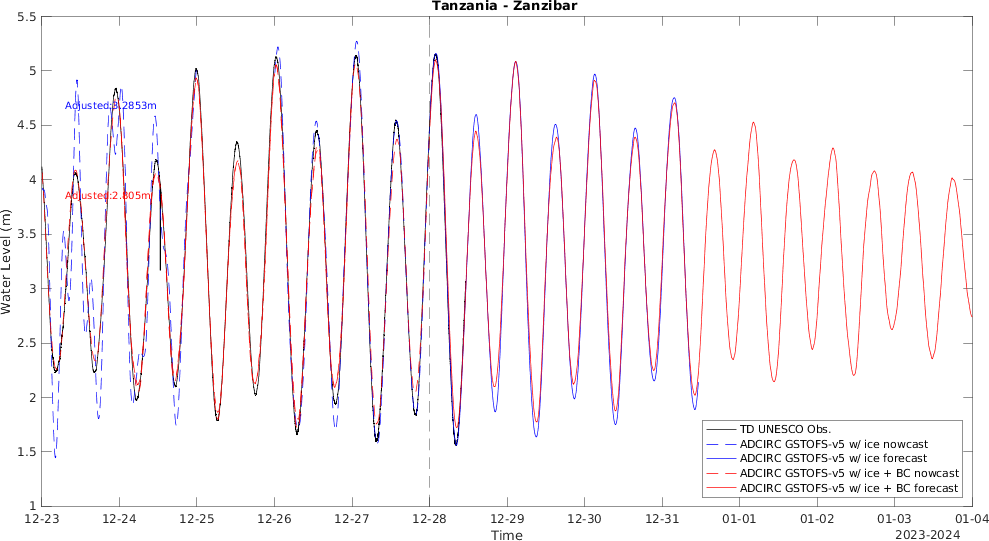 Tanzania - Zanzibar
5.5
5
4.5
4
3.5
3
2.5
2
1.5
1
Water Level (m)
Adjusted:3.2853m
Adjusted:2.805m
TD UNESCO Obs.
ADCIRC GSTOFS-v5 w/ ice nowcast
ADCIRC GSTOFS-v5 w/ ice forecast
ADCIRC GSTOFS-v5 w/ ice + BC nowcast
ADCIRC GSTOFS-v5 w/ ice + BC forecast
12-23 12-24 12-25 12-26 12-27 12-28 12-29 12-30 12-31 01-01 01-02 01-03 01-04
Time
2023-2024